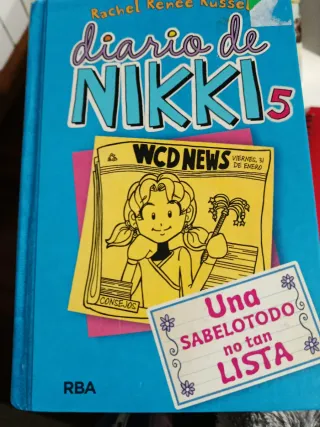 Rachel Renée Russell
diario de
NIKKI 5
WCD NEWS
VIERNES, 31
DE ENERO
CONSEJOS
Una
SABELOTODO
no tan
LISTA
RBA